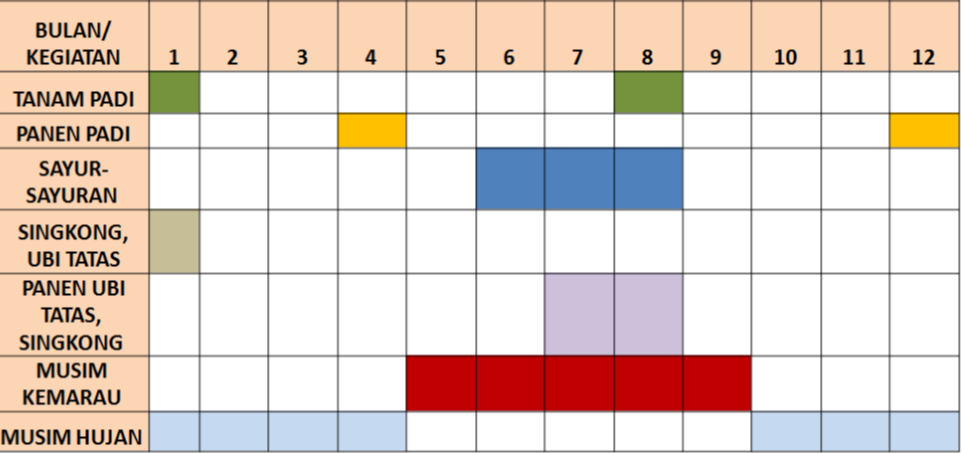 BULAN/
KEGIATAN 1 2 3 4 5 6 7 8 9 10 11 12
TANAM PADI
PANEN PADI
SAYUR-
SAYURAN
SINGKONG,
UBI TATAS
PANEN UBI
TATAS,
SINGKONG
MUSIM
KEMARAU
MUSIM HUJAN